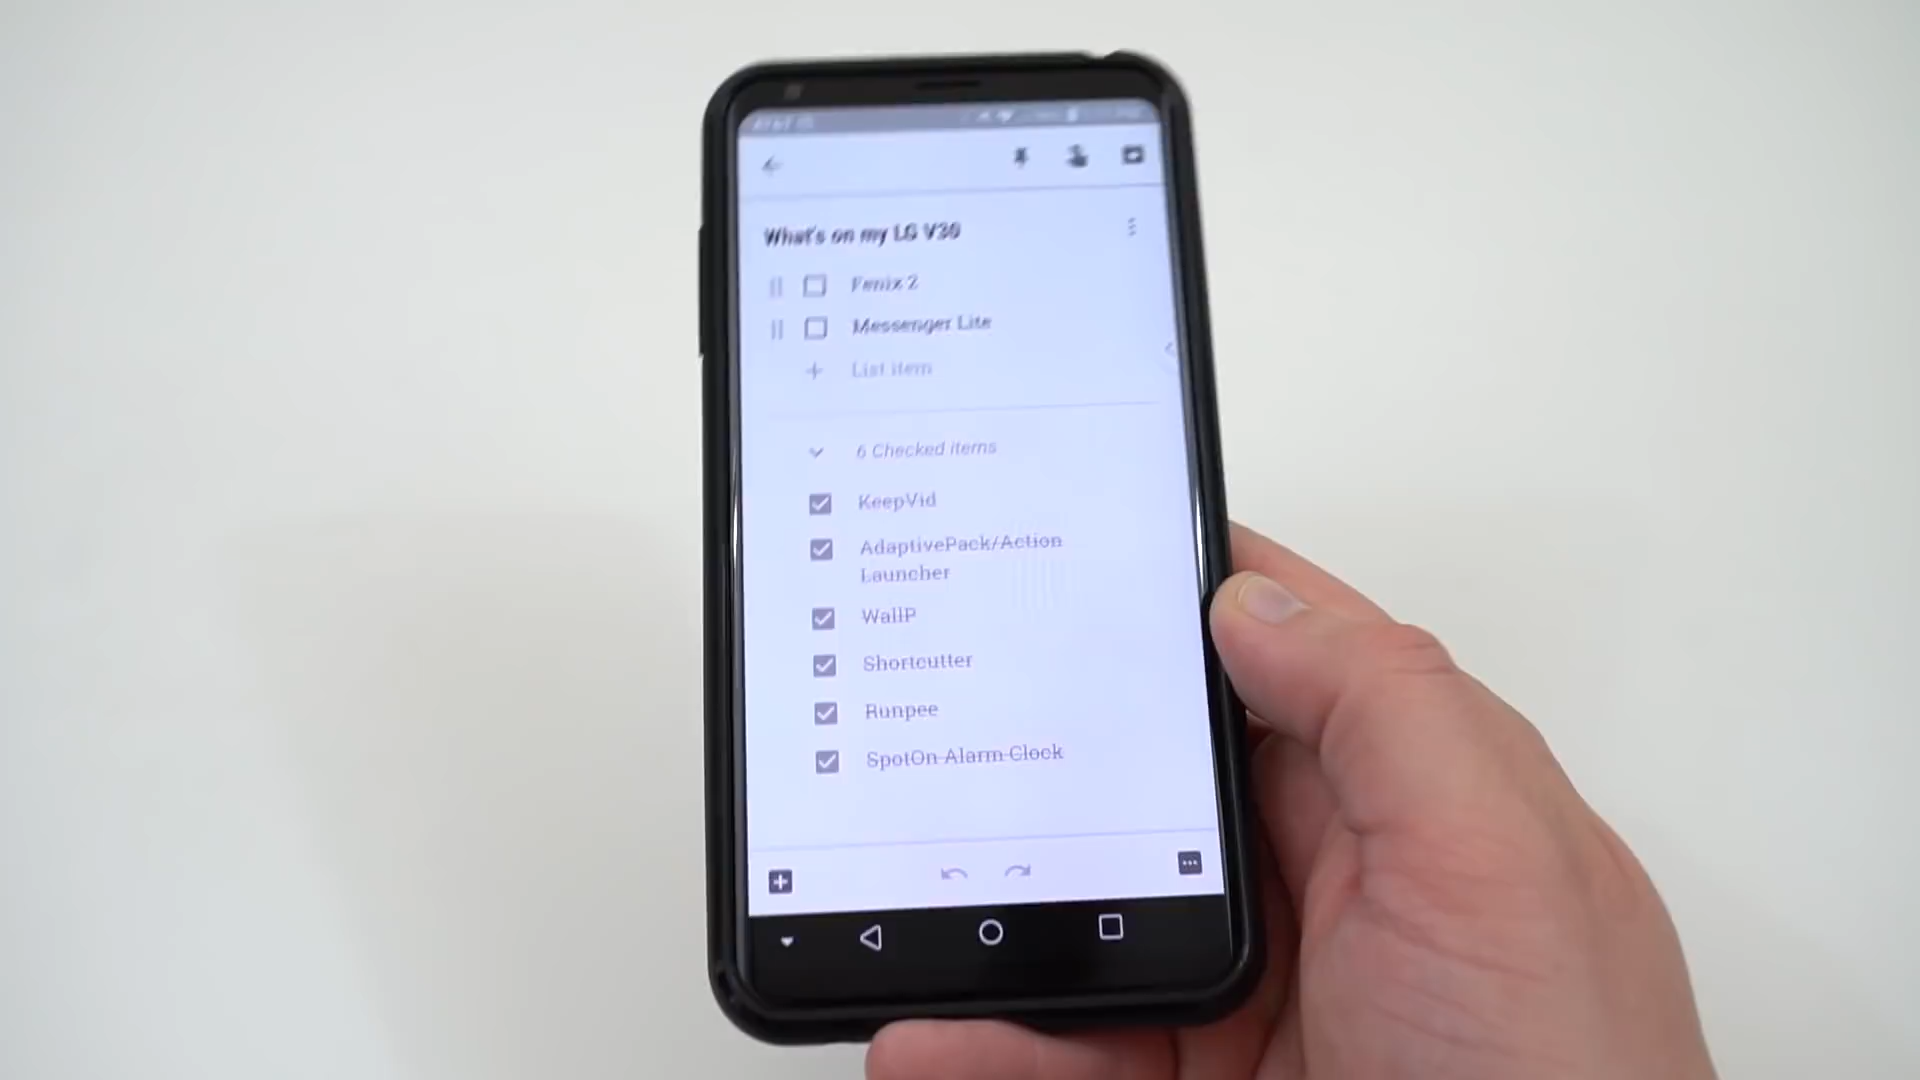 AT&T
What's on my LG V30
Fenix 2
Messenger Lite
List item
6 Checked items
KeepVid
AdaptivePack/Action
Launcher
WallP
Shortcutter
Runpee
SpotOn Alarm Clock